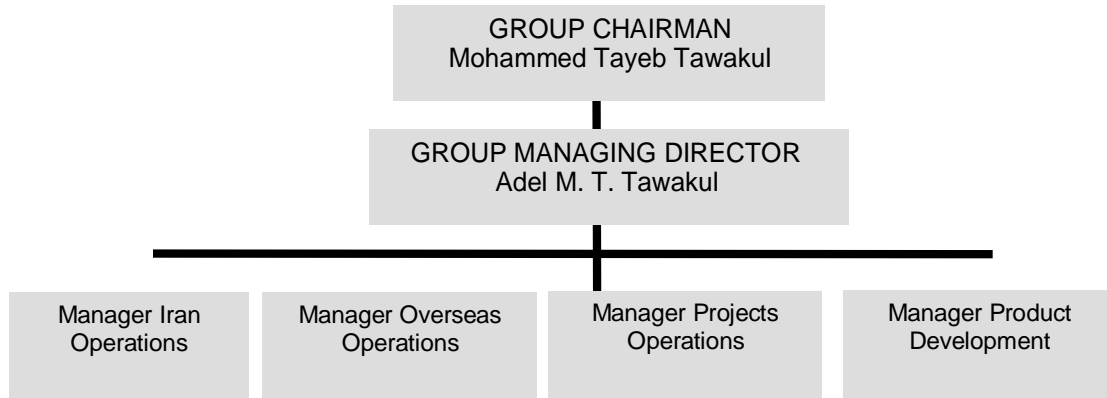 GROUP CHAIRMAN
Mohammed Tayeb Tawakul
GROUP MANAGING DIRECTOR
Adel M. T. Tawakul
Manager Iran
Operations
Manager Overseas
Operations
Manager Projects
Operations
Manager Product
Development